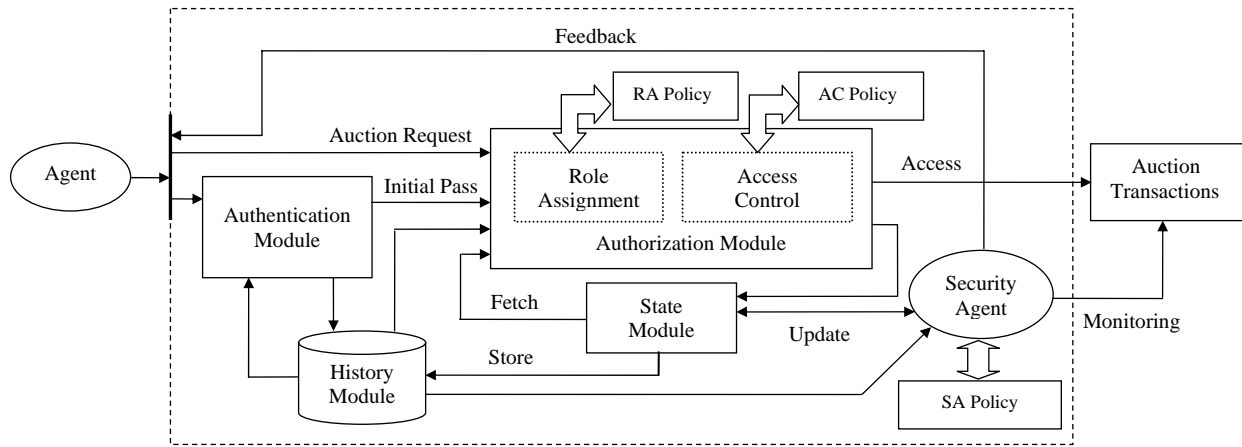 Feedback
RA Policy
AC Policy
Auction Request
Agent
Role
Assignment
Access
Control
Access
Auction
Transactions
Initial Pass
Authentication
Module
Authorization Module
Security
Agent
Fetch
State
Module
Update
Monitoring
Store
History
Module
SA Policy